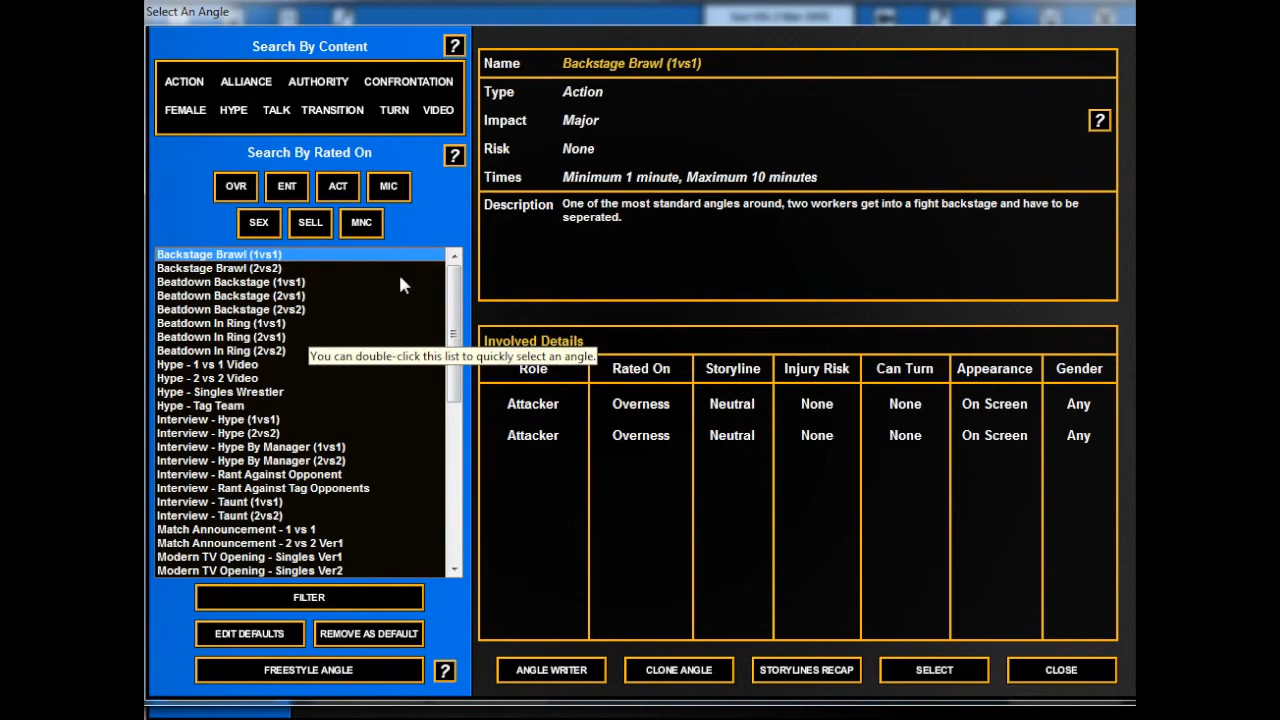 Select An Angle
Search By Content
?
ACTION ALLIANCE AUTHORITY CONFRONTATION
FEMALE HYPE TALK TRANSITION TURN VIDEO
Search By Rated On
?
OVR ENT ACT MIC
SEX SELL MNC
Backstage Brawl (1vs1)
Backstage Brawl (2vs2)
Beatdown Backstage (1vs1)
Beatdown Backstage (2vs1)
Beatdown Backstage (2vs2)
Beatdown In Ring (1vs1)
Beatdown In Ring (2vs1)
Beatdown In Ring (2vs2)
Hype - 1 vs 1 Video
Hype - 2 vs 2 Video
Hype - Singles Wrestler
Hype - Tag Team
Interview - Hype (1vs1)
Interview - Hype (2vs2)
Interview - Hype By Manager (1vs1)
Interview - Hype By Manager (2vs2)
Interview - Rant Against Opponent
Interview - Rant Against Tag Opponents
Interview - Taunt (1vs1)
Interview - Taunt (2vs2)
Match Announcement - 1 vs 1
Match Announcement - 2 vs 2 Ver1
Modern TV Opening - Singles Ver1
Modern TV Opening - Singles Ver2
You can double-click this list to quickly select an angle.
FILTER
EDIT DEFAULTS REMOVE AS DEFAULT
FREESTYLE ANGLE ?
Name Backstage Brawl (1vs1)
Type Action
Impact Major ?
Risk None
Times Minimum 1 minute, Maximum 10 minutes
Description One of the most standard angles around, two workers get into a fight backstage and have to be
seperated.
Involved Details
Role Rated On Storyline Injury Risk Can Turn Appearance Gender
Attacker Overness Neutral None None On Screen Any
Attacker Overness Neutral None None On Screen Any
ANGLE WRITER CLONE ANGLE STORYLINES RECAP SELECT CLOSE